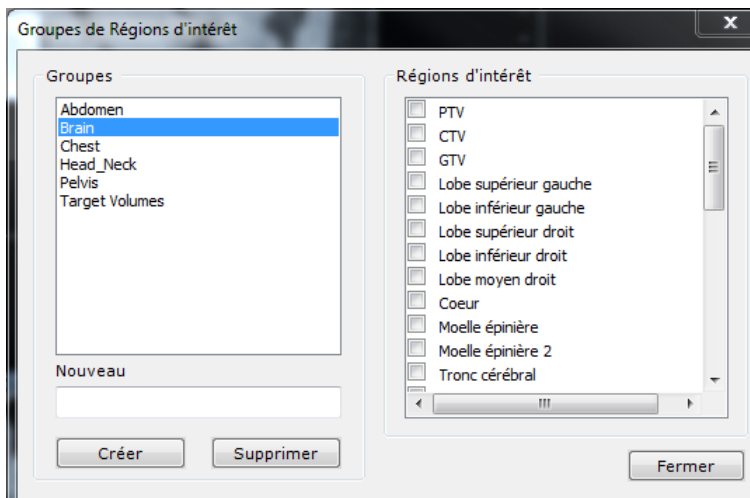 Groupes de Régions d'intérêt
x
Groupes
Abdomen
Brain
Chest
Head_Neck
Pelvis
Target Volumes
Nouveau
Créer
Supprimer
Régions d'intérêt
PTV
CTV
GTV
Lobe supérieur gauche
Lobe inférieur gauche
Lobe supérieur droit
Lobe inférieur droit
Lobe moyen droit
Coeur
Moelle épinière
Moelle épinière 2
Tronc cérébral
Fermer